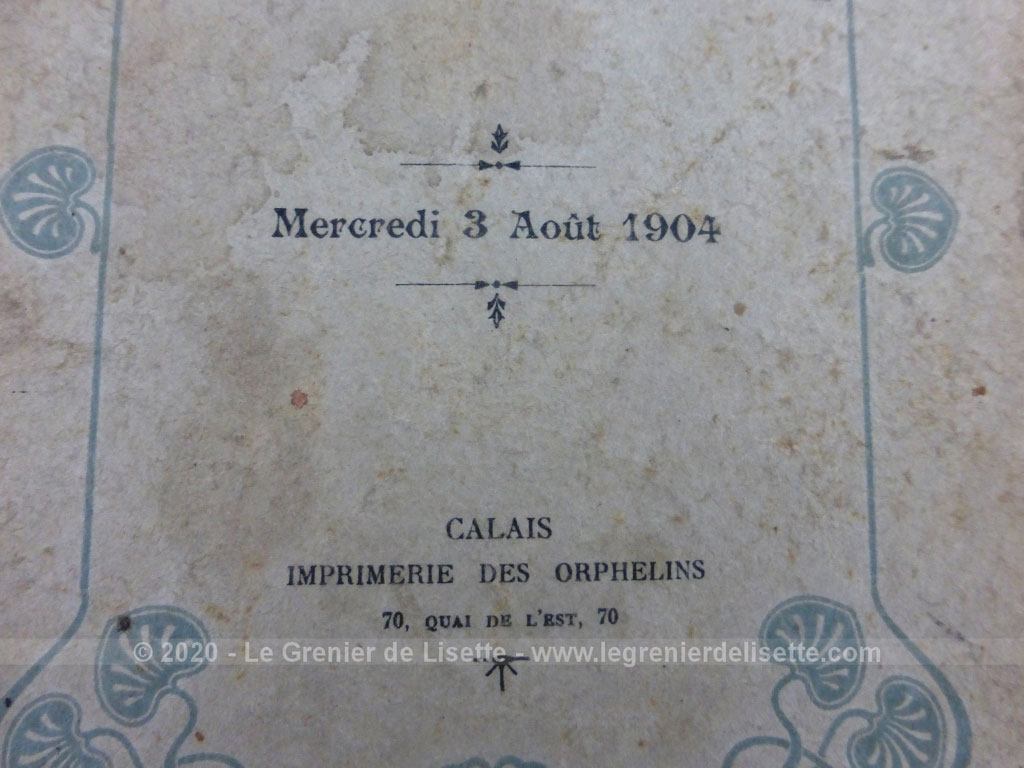 Mercredi 3 Août 1904
CALAIS
IMPRIMERIE DES ORPHELINS
70, QUAI DE L'EST, 70
© 2020 - Le Grenier de Lisette - www.legrenierdelisette.com